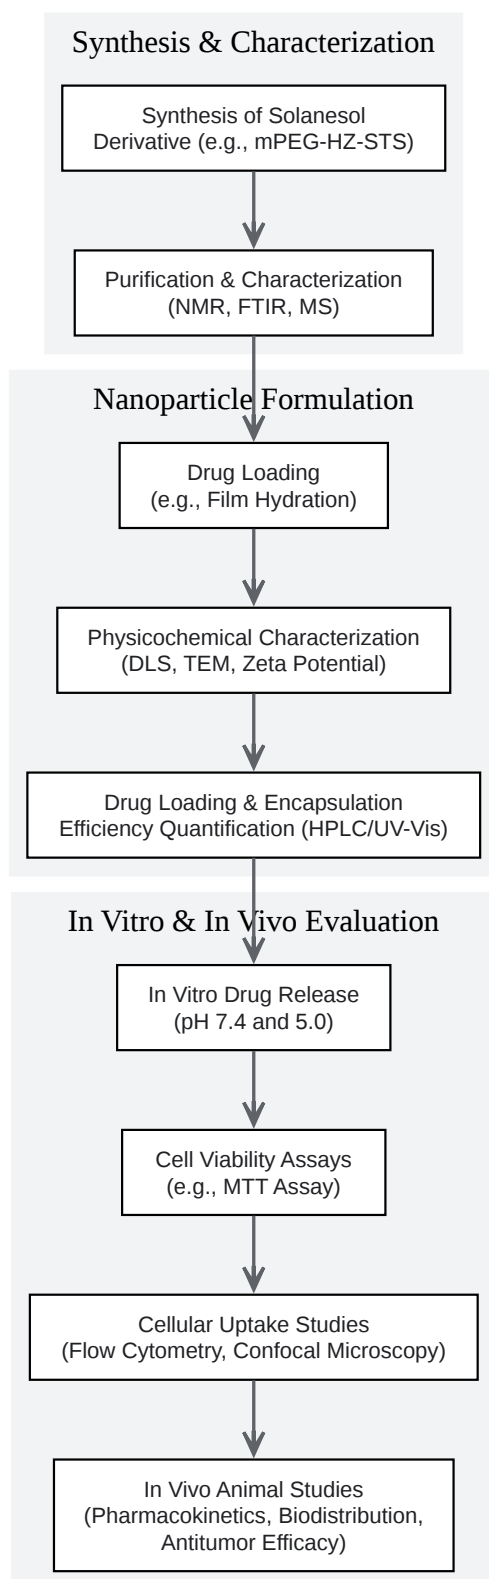 Synthesis & Characterization
Synthesis of Solanesol
Derivative (e.g., mPEG-HZ-STS)
Purification & Characterization
(NMR, FTIR, MS)
Nanoparticle Formulation
Drug Loading
(e.g., Film Hydration)
Physicochemical Characterization
(DLS, TEM, Zeta Potential)
Drug Loading & Encapsulation
Efficiency Quantification (HPLC/UV-Vis)
In Vitro & In Vivo Evaluation
In Vitro Drug Release
(pH 7.4 and 5.0)
Cell Viability Assays
(e.g., MTT Assay)
Cellular Uptake Studies
(Flow Cytometry, Confocal Microscopy)
In Vivo Animal Studies
(Pharmacokinetics, Biodistribution,
Antitumor Efficacy)